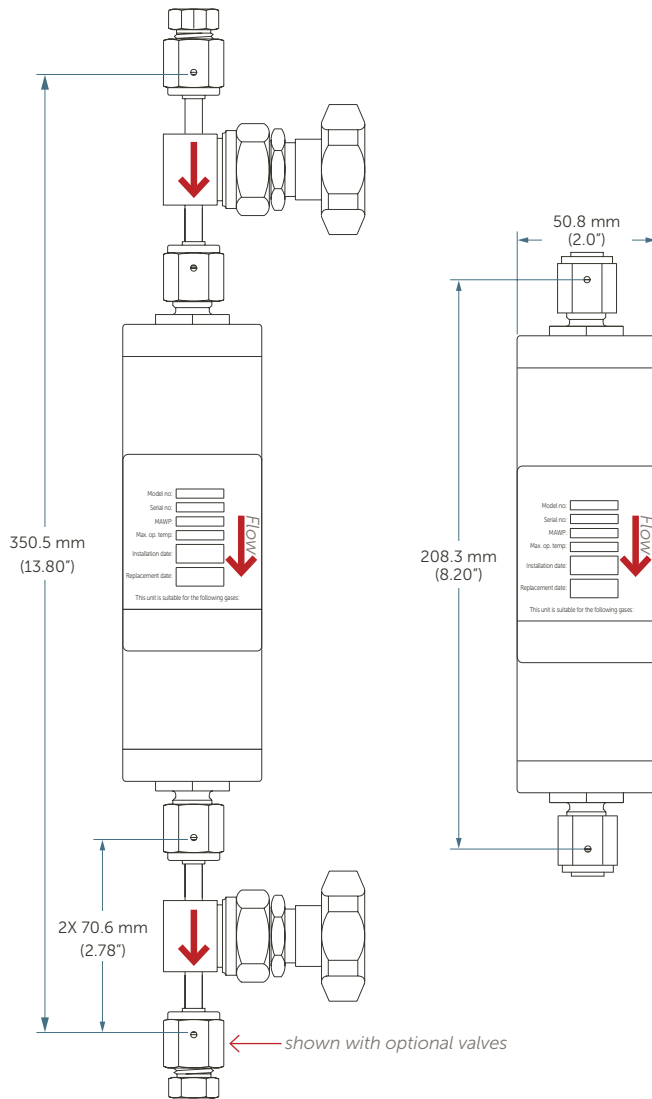 50.8 mm
(2.0”)
Model no:
Serial no:
MAWP:
Max. op. temp:
Installation date:
Replacement date:
This unit is suitable for the following gases:
Flow
350.5 mm
(13.80”)
Model no:
Serial no:
MAWP:
Max. op. temp:
Installation date:
Replacement date:
This unit is suitable for the following gases:
Flow
208.3 mm
(8.20”)
2X 70.6 mm
(2.78”)
shown with optional valves